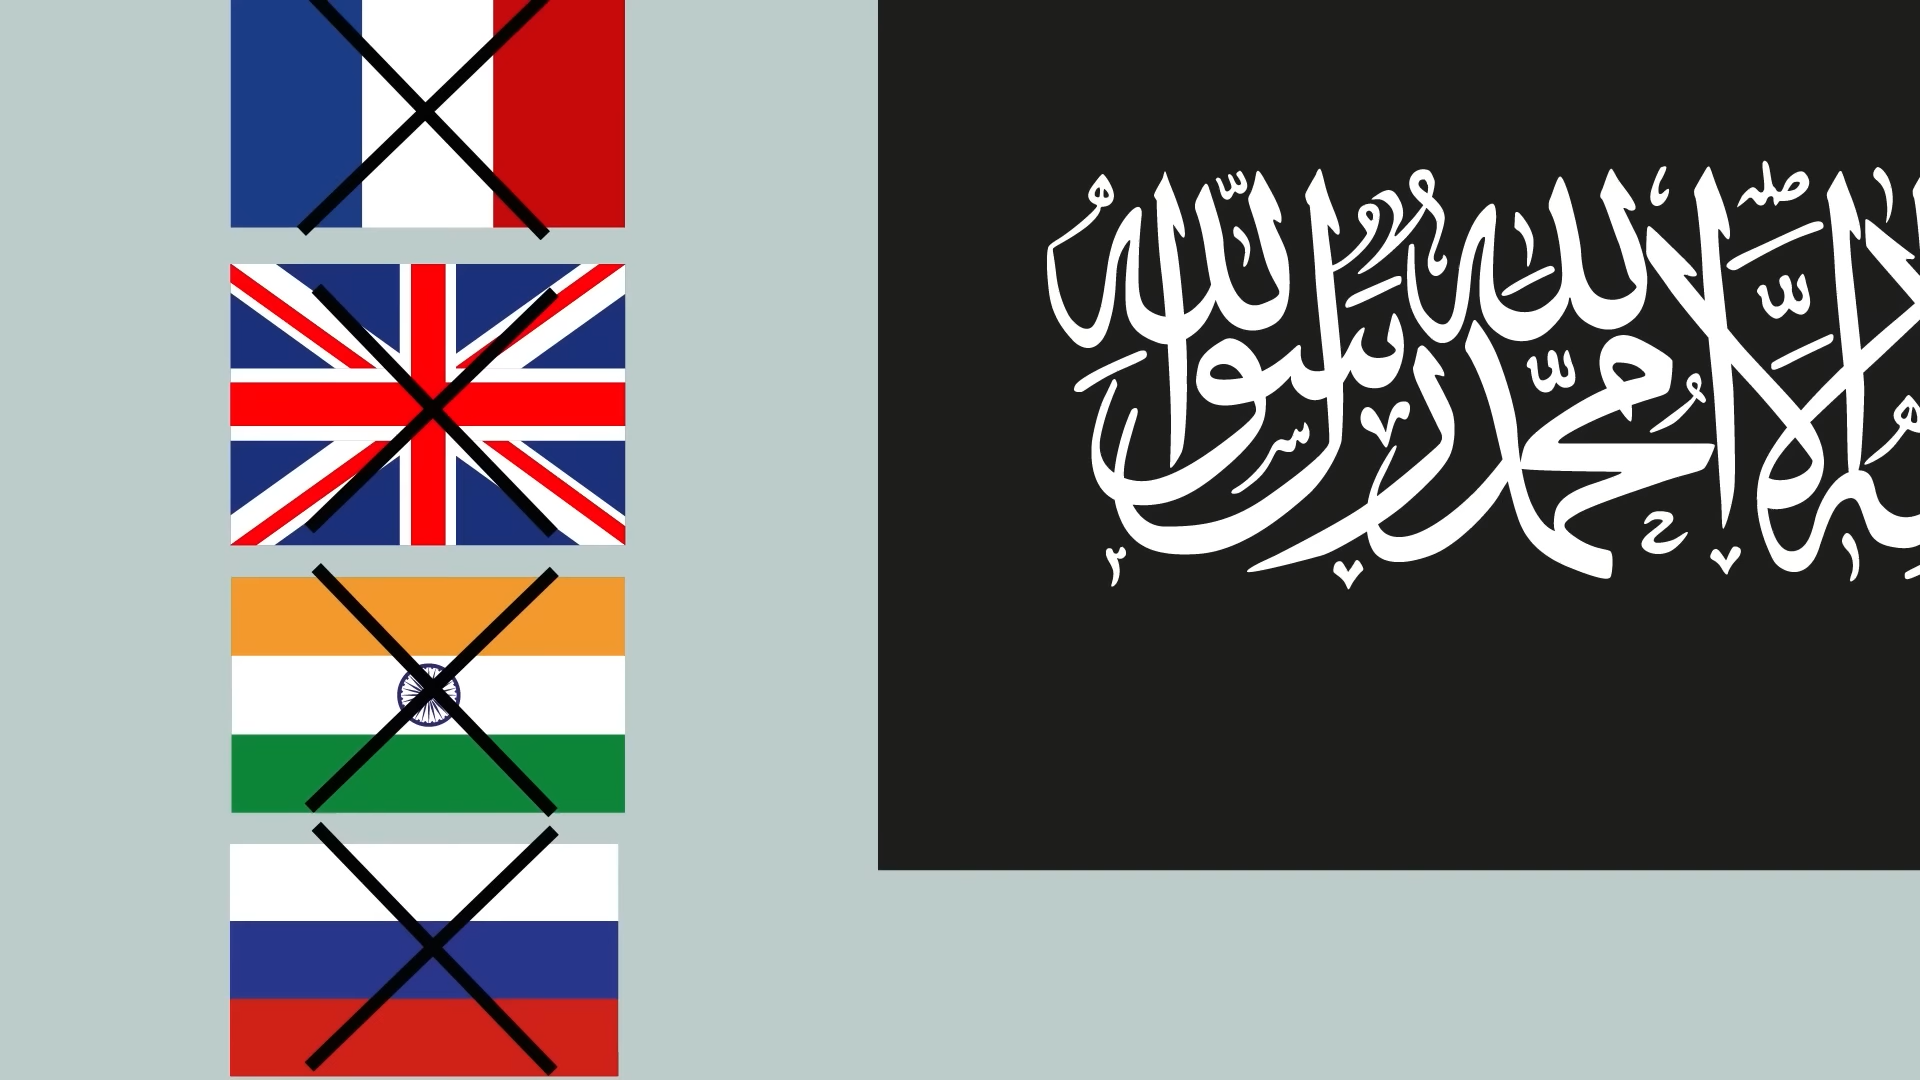 إلا الله محمد رسول الله